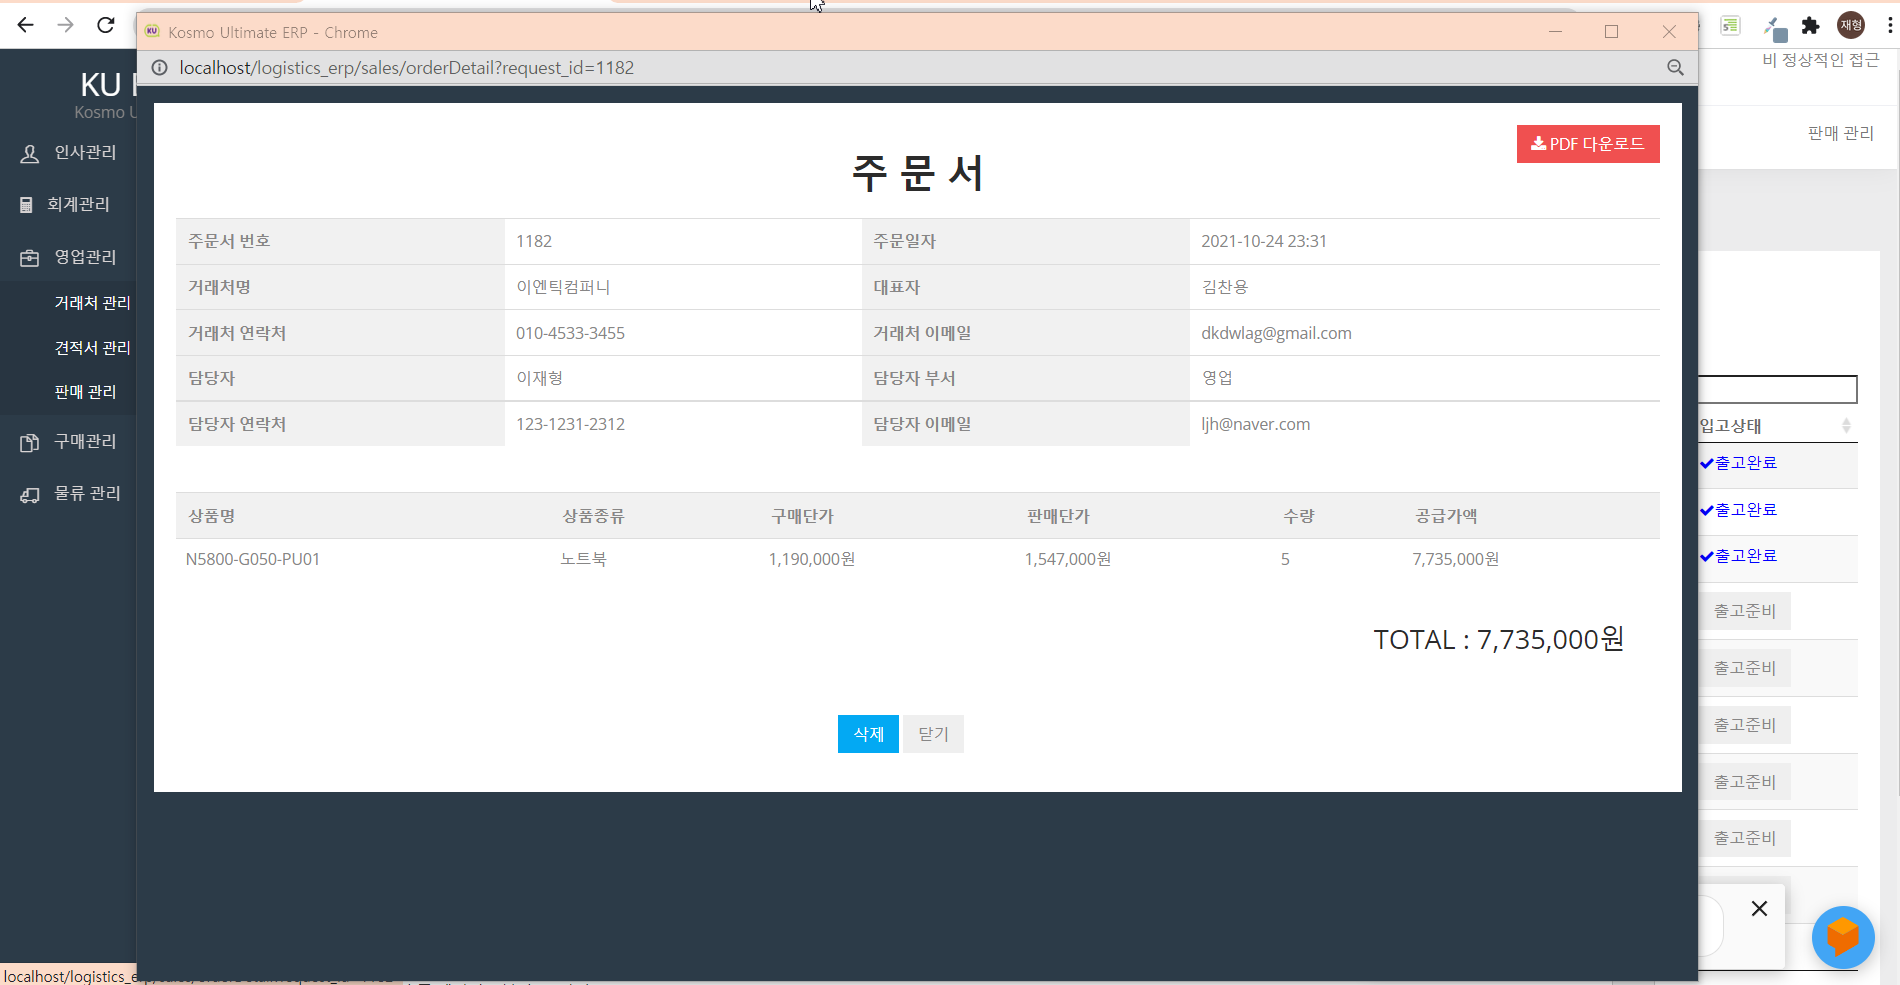 Kosmo Ultimate ERP - Chrome
localhost/logistics_erp/sales/orderDetail?request_id=1182
재형
비 정상적인 접근
KU
Kosmo
판매 관리
인사관리
회계관리
영업관리
거래처 관리
견적서 관리
판매 관리
구매관리
물류 관리
PDF 다운로드
주 문 서
주문서 번호 1182 주문일자 2021-10-24 23:31
거래처명 이엔틱컴퍼니 대표자 김찬용
거래처 연락처 010-4533-3455 거래처 이메일 dkdwlag@gmail.com
담당자 이재형 담당자 부서 영업
담당자 연락처 123-1231-2312 담당자 이메일 ljh@naver.com
상품명 상품종류 구매단가 판매단가 수량 공급가액
N5800-G050-PU01 노트북 1,190,000원 1,547,000원 5 7,735,000원
TOTAL : 7,735,000원
삭제 닫기
입고상태
출고완료
출고완료
출고완료
출고준비
출고준비
출고준비
출고준비
출고준비
localhost/logistics_e